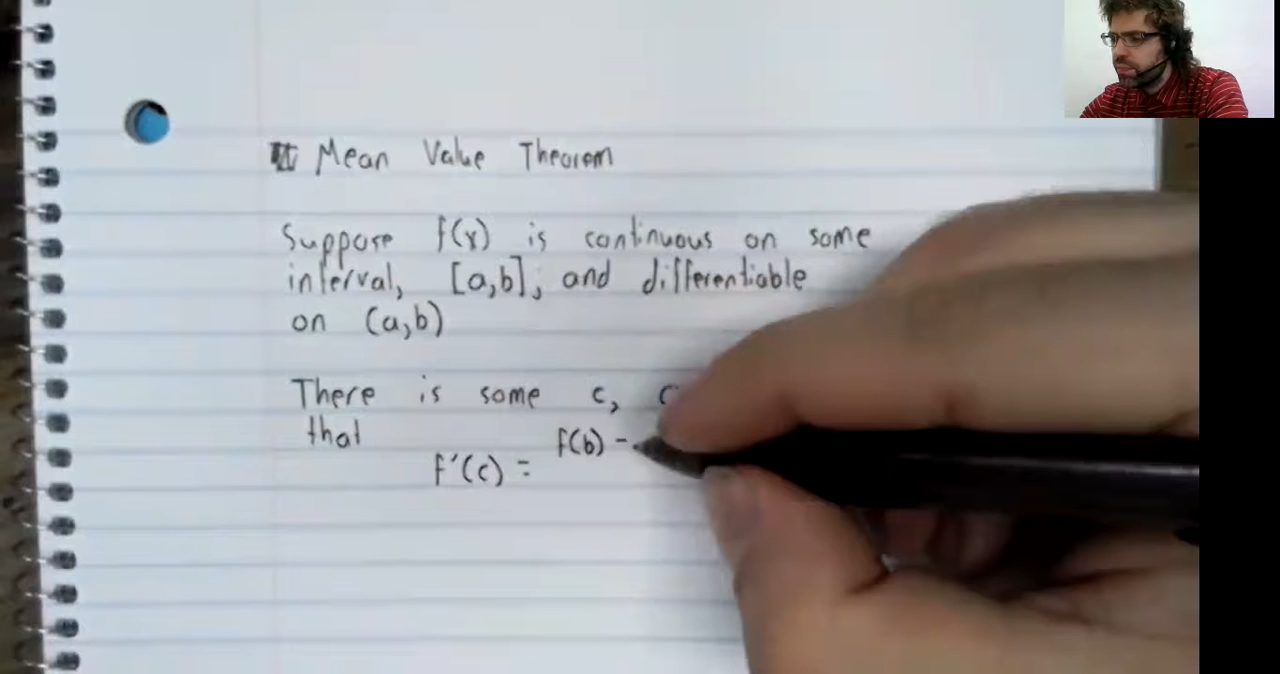 Mean Value Theorem
Suppose f(x) is continuous on some
interval, [a,b], and differentiable
on (a,b)
There is some c, c
that
f(b) -
f'(c) =